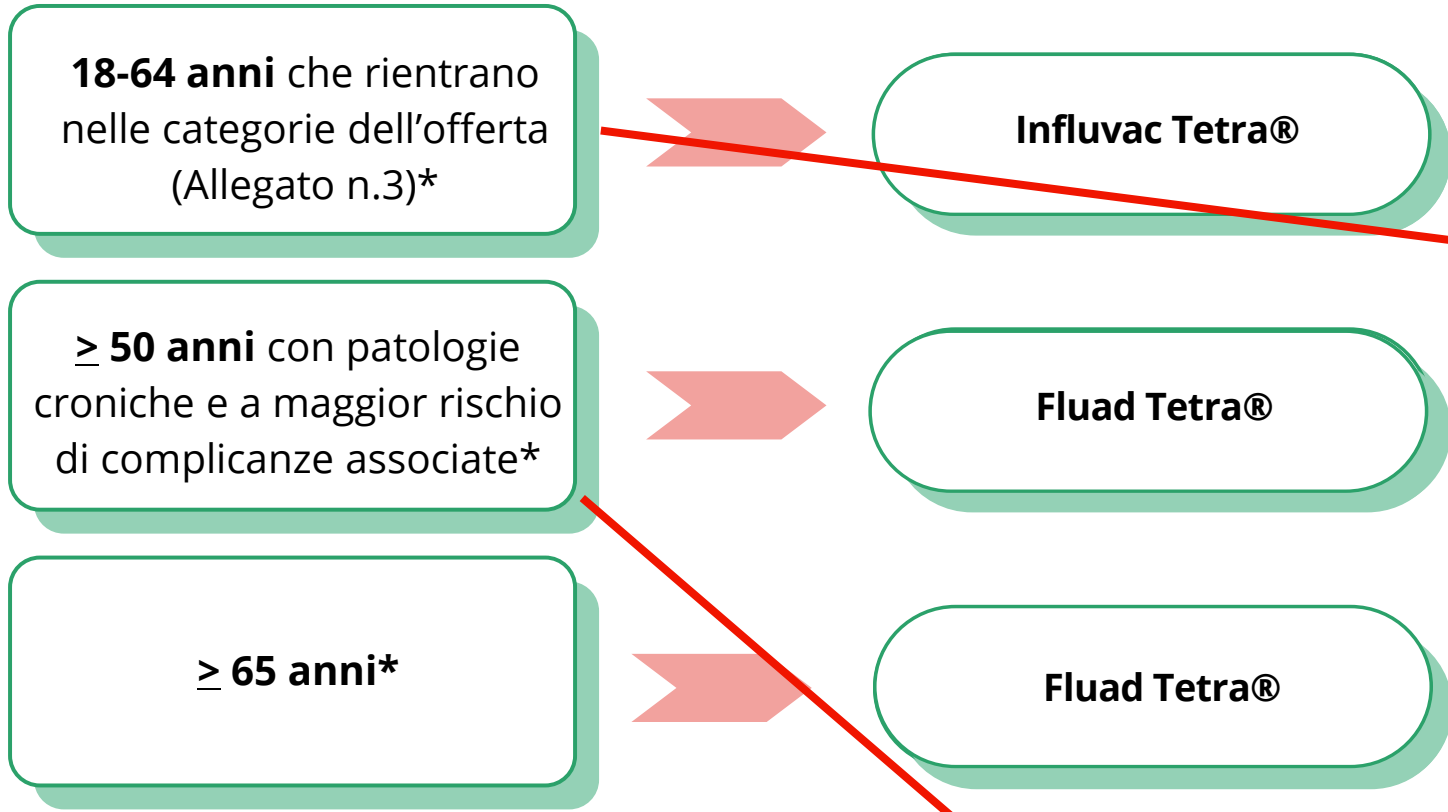 18-64 anni che rientrano
nelle categorie dell'offerta
(Allegato n.3)*
Influvac Tetra®
≥ 50 anni con patologie
croniche e a maggior rischio
di complicanze associate*
Fluad Tetra®
≥ 65 anni*
Fluad Tetra®